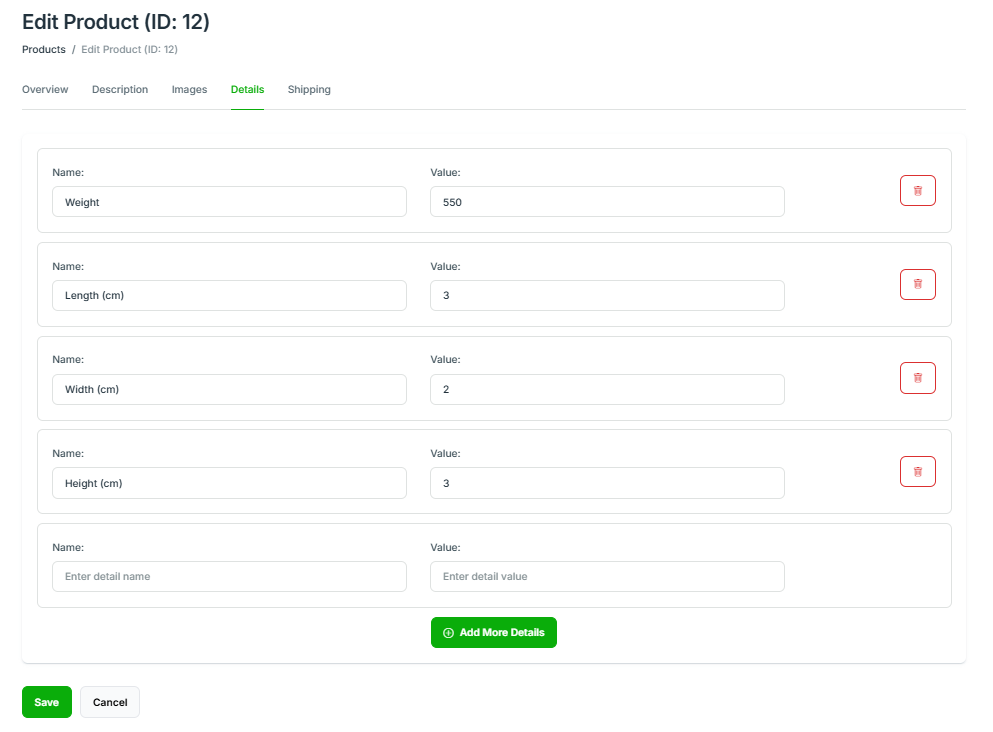 Edit Product (ID: 12)
Products / Edit Product (ID: 12)
Overview Description Images Details Shipping
Name: Value:
Weight 550
Name: Value:
Length (cm) 3
Name: Value:
Width (cm) 2
Name: Value:
Height (cm) 3
Name: Value:
Enter detail name Enter detail value
Add More Details
Save Cancel